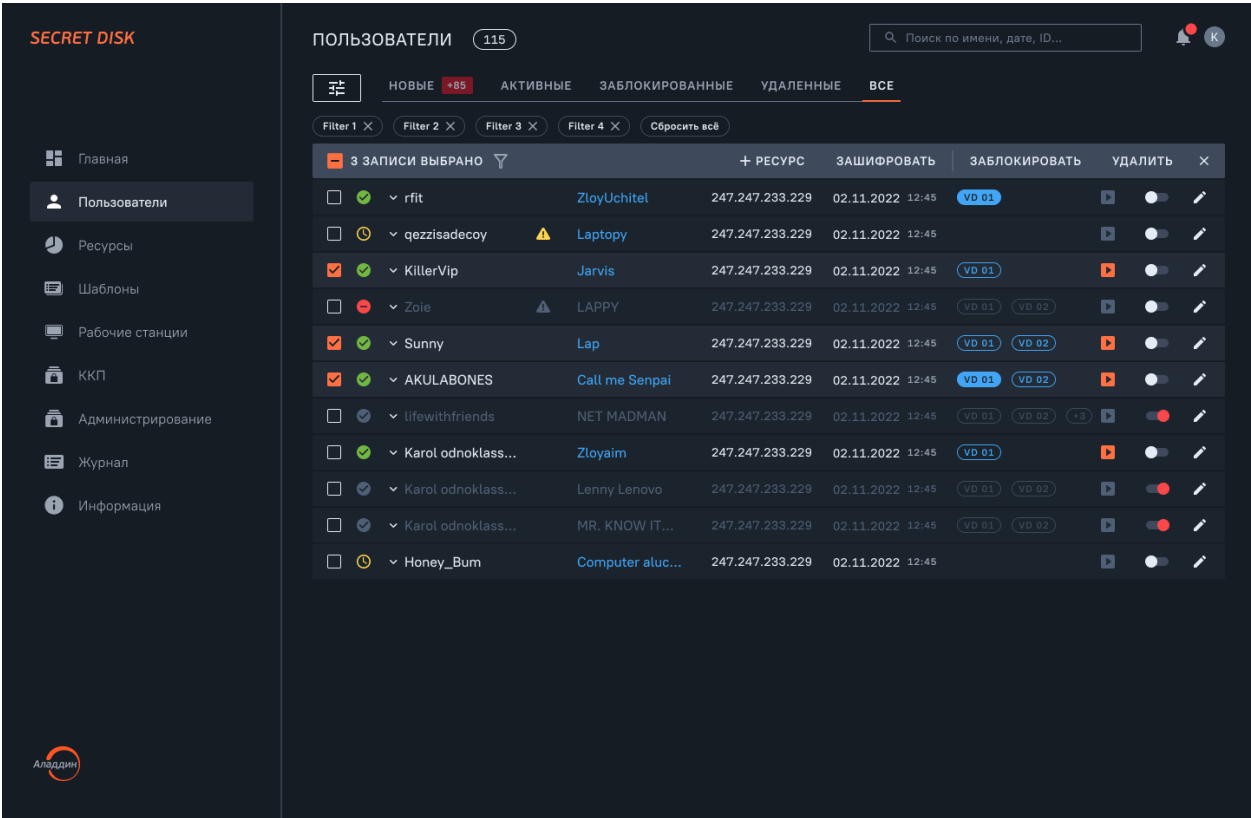 SECRET DISK
Главная
Пользователи
Ресурсы
Шаблоны
Рабочие станции
ККП
Администрирование
Журнал
Информация
Аладдин
ПОЛЬЗОВАТЕЛИ 115
Поиск по имени, дате, ID...
K
НОВЫЕ +85 АКТИВНЫЕ ЗАБЛОКИРОВАННЫЕ УДАЛЕННЫЕ ВСЕ
Filter 1 Filter 2 Filter 3 Filter 4 Сбросить всё
3 ЗАПИСИ ВЫБРАНО + РЕСУРС ЗАШИФРОВАТЬ ЗАБЛОКИРОВАТЬ УДАЛИТЬ
rfit ZloyUchitel 247.247.233.229 02.11.2022 12:45 VD 01
qezzisadecoy Laptopy 247.247.233.229 02.11.2022 12:45
KillerVip Jarvis 247.247.233.229 02.11.2022 12:45 VD 01
Zoie LAPPY 247.247.233.229 02.11.2022 12:45 VD 01 VD 02
Sunny Lap 247.247.233.229 02.11.2022 12:45 VD 01 VD 02
AKULABONES Call me Senpai 247.247.233.229 02.11.2022 12:45 VD 01 VD 02
lifewithfriends NET MADMAN 247.247.233.229 02.11.2022 12:45 VD 01 VD 02 +3
Karol odnoklass... Zloyaim 247.247.233.229 02.11.2022 12:45 VD 01
Karol odnoklass... Lenny Lenovo 247.247.233.229 02.11.2022 12:45 VD 01 VD 02
Karol odnoklass... MR. KNOW IT... 247.247.233.229 02.11.2022 12:45 VD 01 VD 02
Honey_Bum Computer aluc... 247.247.233.229 02.11.2022 12:45